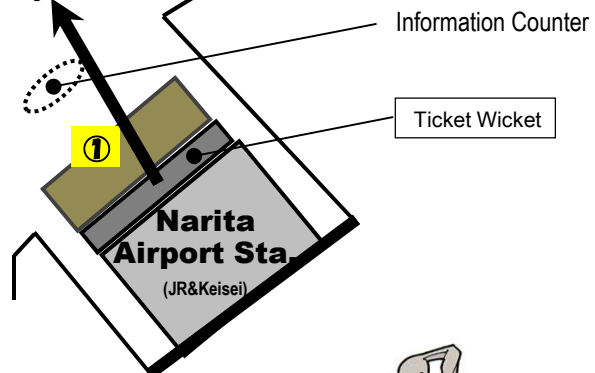 Information Counter
Ticket Wicket
①
Narita
Airport Sta.
(JR&Keisei)